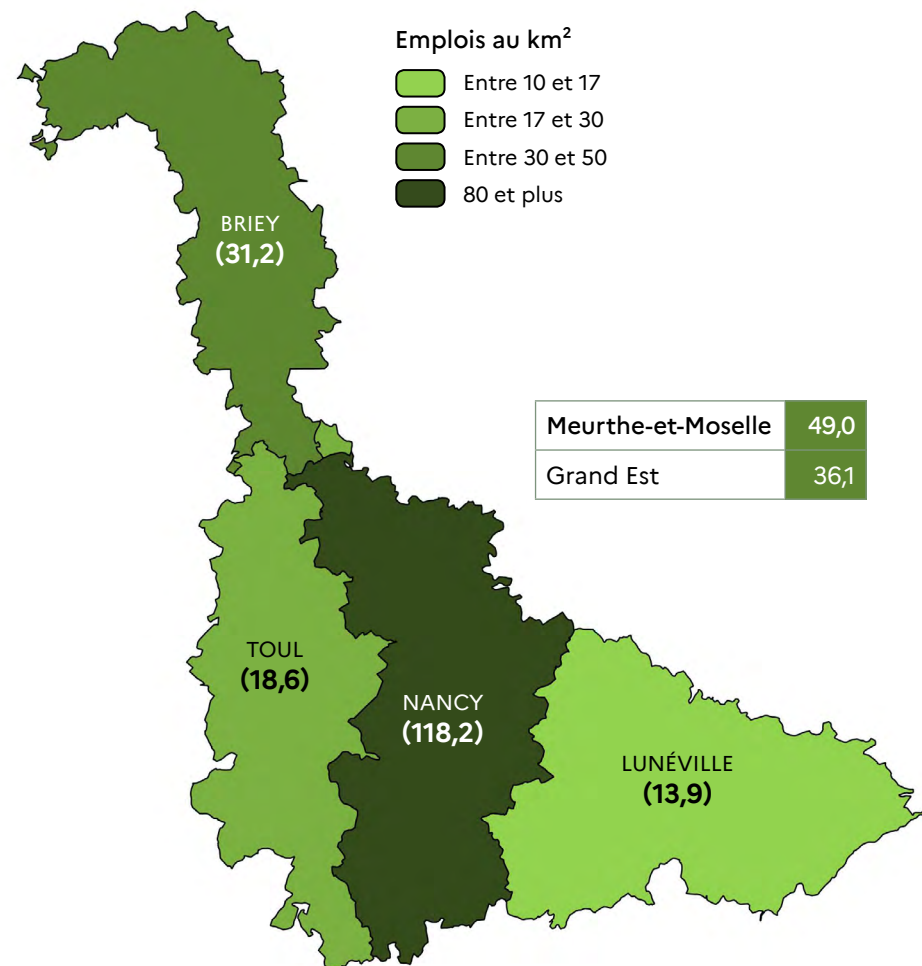 Emplois au km²
Entre 10 et 17
Entre 17 et 30
Entre 30 et 50
80 et plus
BRIEY
(31,2)
Meurthe-et-Moselle 49,0
Grand Est 36,1
TOUL
(18,6)
NANCY
(118,2)
LUNÉVILLE
(13,9)